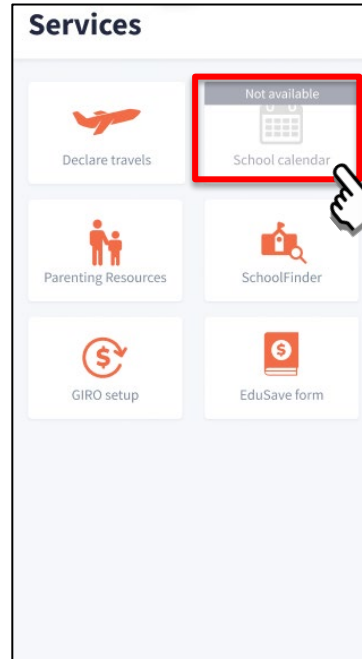 Services
Not available
Declare travels
School calendar
Parenting Resources
SchoolFinder
GIRO setup
EduSave form